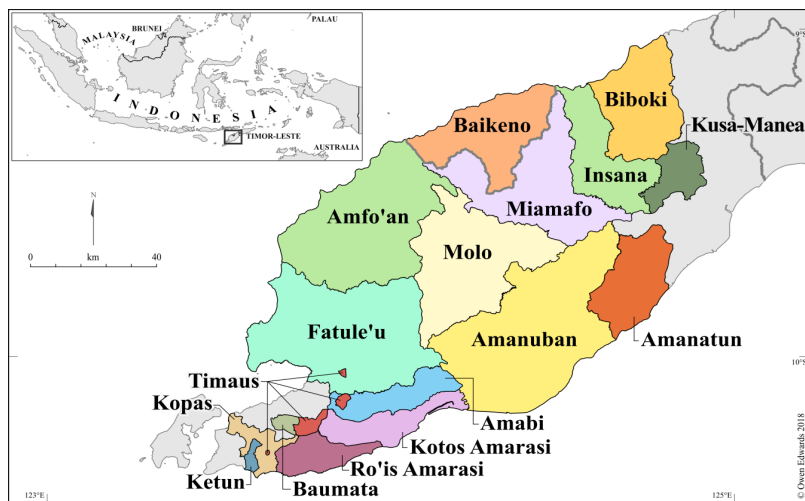 PALAU
BRUNEI
MALAYSIA
INDONESIA
TIMOR-LESTE
AUSTRALIA
9°S
Biboki
Baikeno
Kusa-Manea
Insana
Miamafo
Amfo'an
N
Molo
0
40
km
Fatule'u
Amanuban
Amanatun
10°S
Timaus
Kopas
Amabi
Kotos Amarasi
Ro'is Amarasi
Ketun
Baumata
123°E
125°E
© Owen Edwards 2018